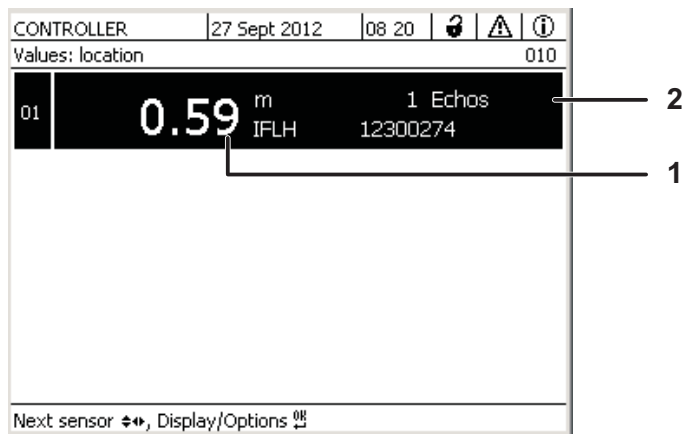 CONTROLLER 27 Sept 2012 08 20
Values: location 010
01 0.59 m 1 Echos
IFLH 12300274
2
1
Next sensor, Display/Options OK